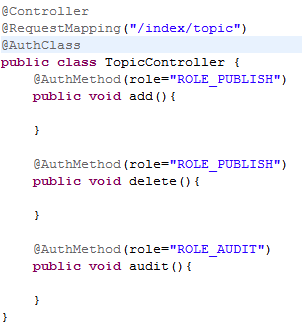 @Controller
@RequestMapping("/index/topic")
@AuthClass
public class TopicController {
    @AuthMethod(role="ROLE_PUBLISH")
    public void add(){

    }

    @AuthMethod(role="ROLE_PUBLISH")
    public void delete(){

    }

    @AuthMethod(role="ROLE_AUDIT")
    public void audit(){

    }
}